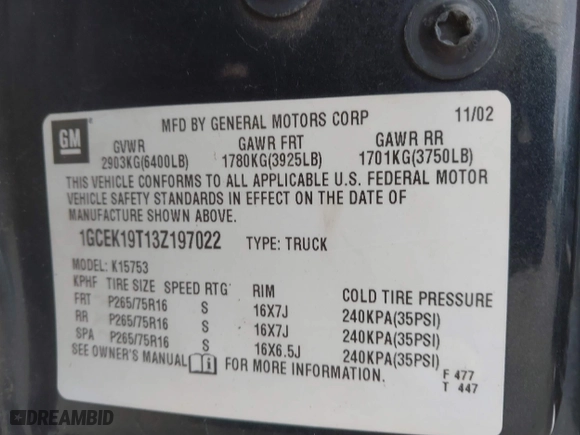 GM
MFD BY GENERAL MOTORS CORP 11/02
GVWR GAWR FRT GAWR RR
2903KG(6400LB) 1780KG(3925LB) 1701KG(3750LB)
THIS VEHICLE CONFORMS TO ALL APPLICABLE U.S. FEDERAL MOTOR
VEHICLE SAFETY STANDARDS IN EFFECT ON THE DATE OF
MANUFACTURE SHOWN ABOVE.
1GCEK19T13Z197022 TYPE: TRUCK
MODEL: K15753
KPHF TIRE SIZE SPEED RTG RIM COLD TIRE PRESSURE
FRT P265/75R16 S 16X7J 240KPA(35PSI)
RR P265/75R16 S 16X7J 240KPA(35PSI)
SPA P265/75R16 S 16X6.5J 240KPA(35PSI)
SEE OWNER'S MANUAL FOR MORE INFORMATION.
F 477
T 447
DREAMBID